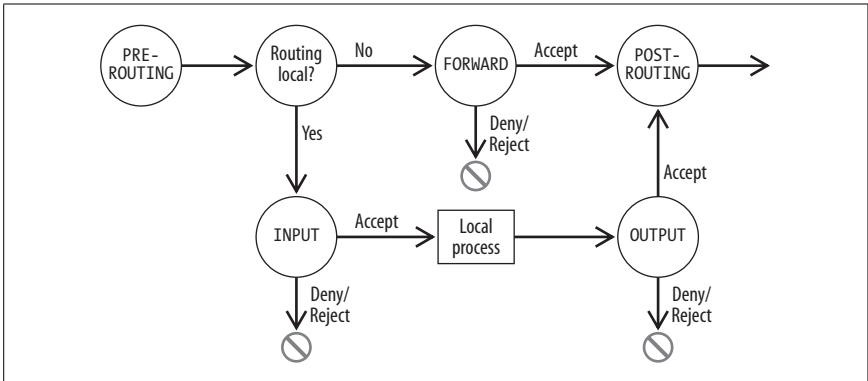 PRE-
ROUTING
Routing
local?
No
FORWARD
Accept
POST-
ROUTING
Yes
Deny/
Reject
Accept
INPUT
Accept
Local
process
OUTPUT
Deny/
Reject
Deny/
Reject